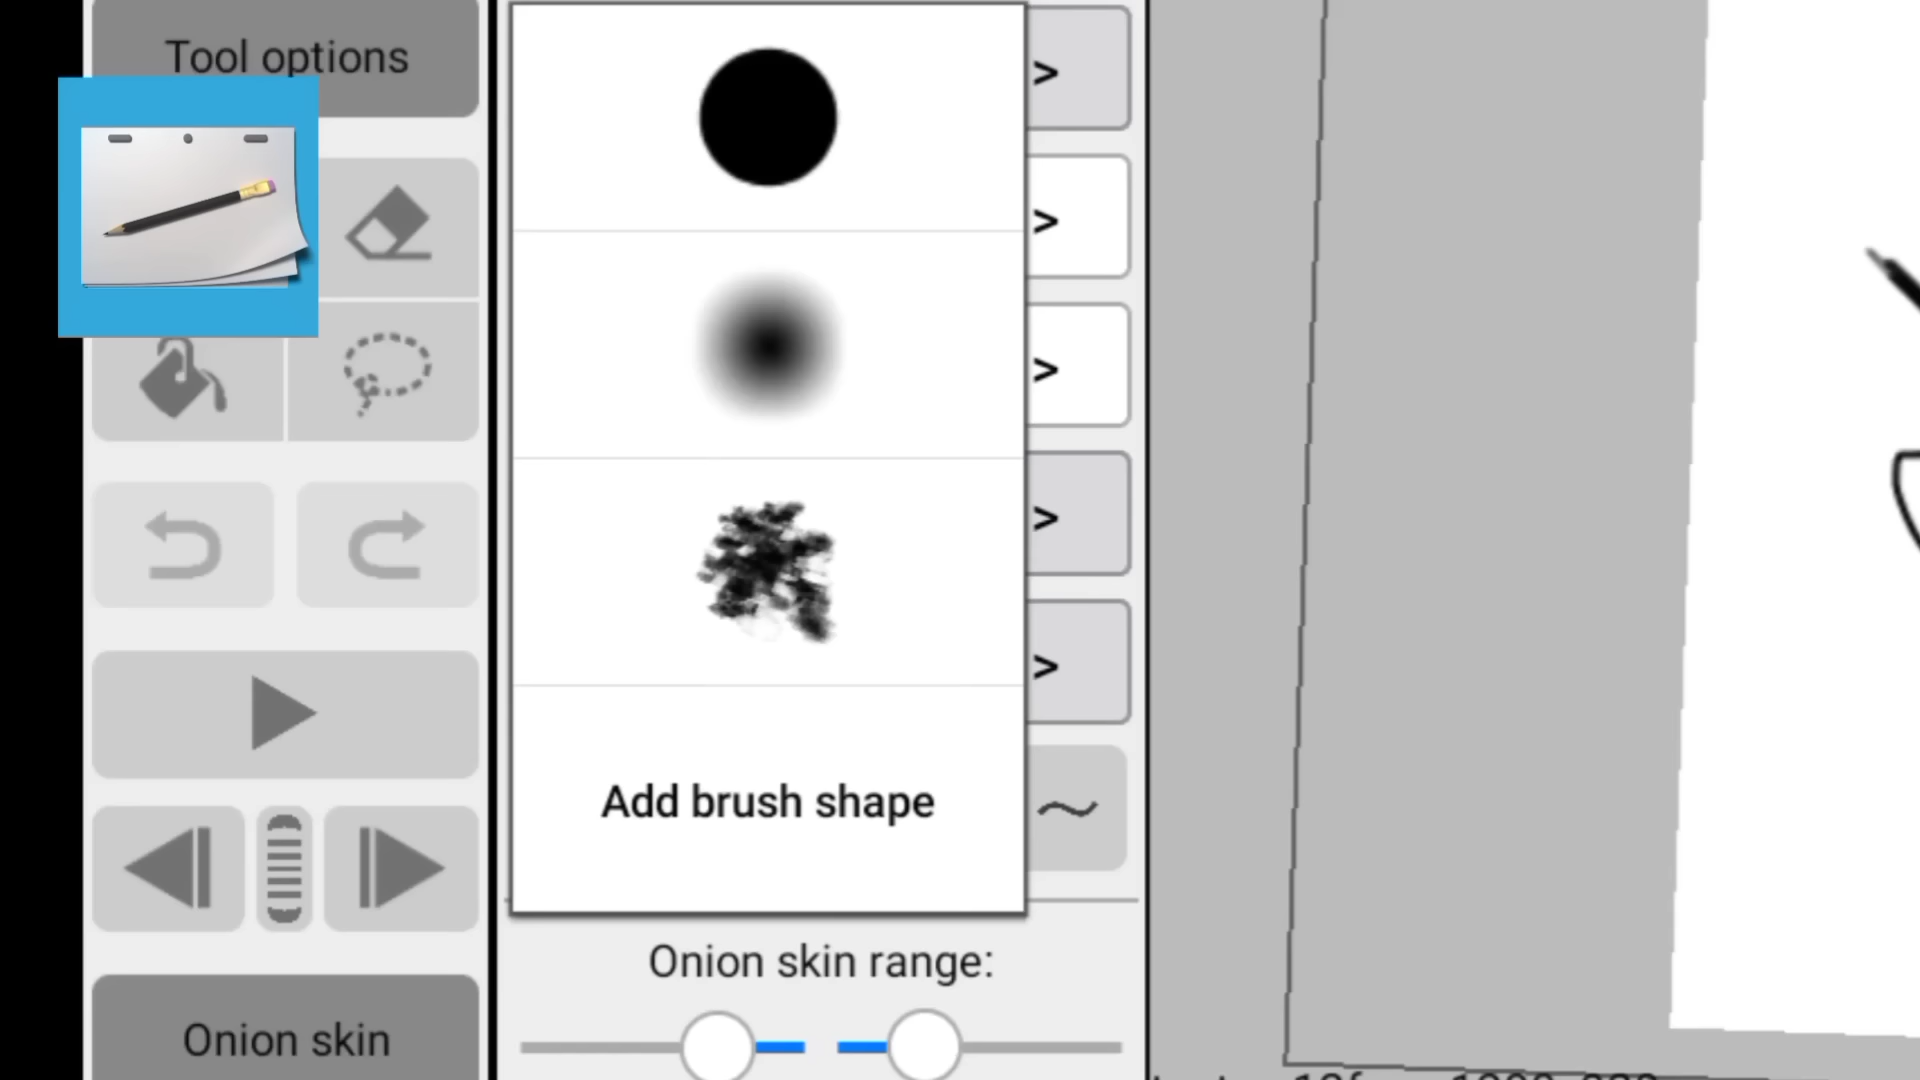 Tool options
>
>
>
>
>
Add brush shape
Onion skin range:
Onion skin